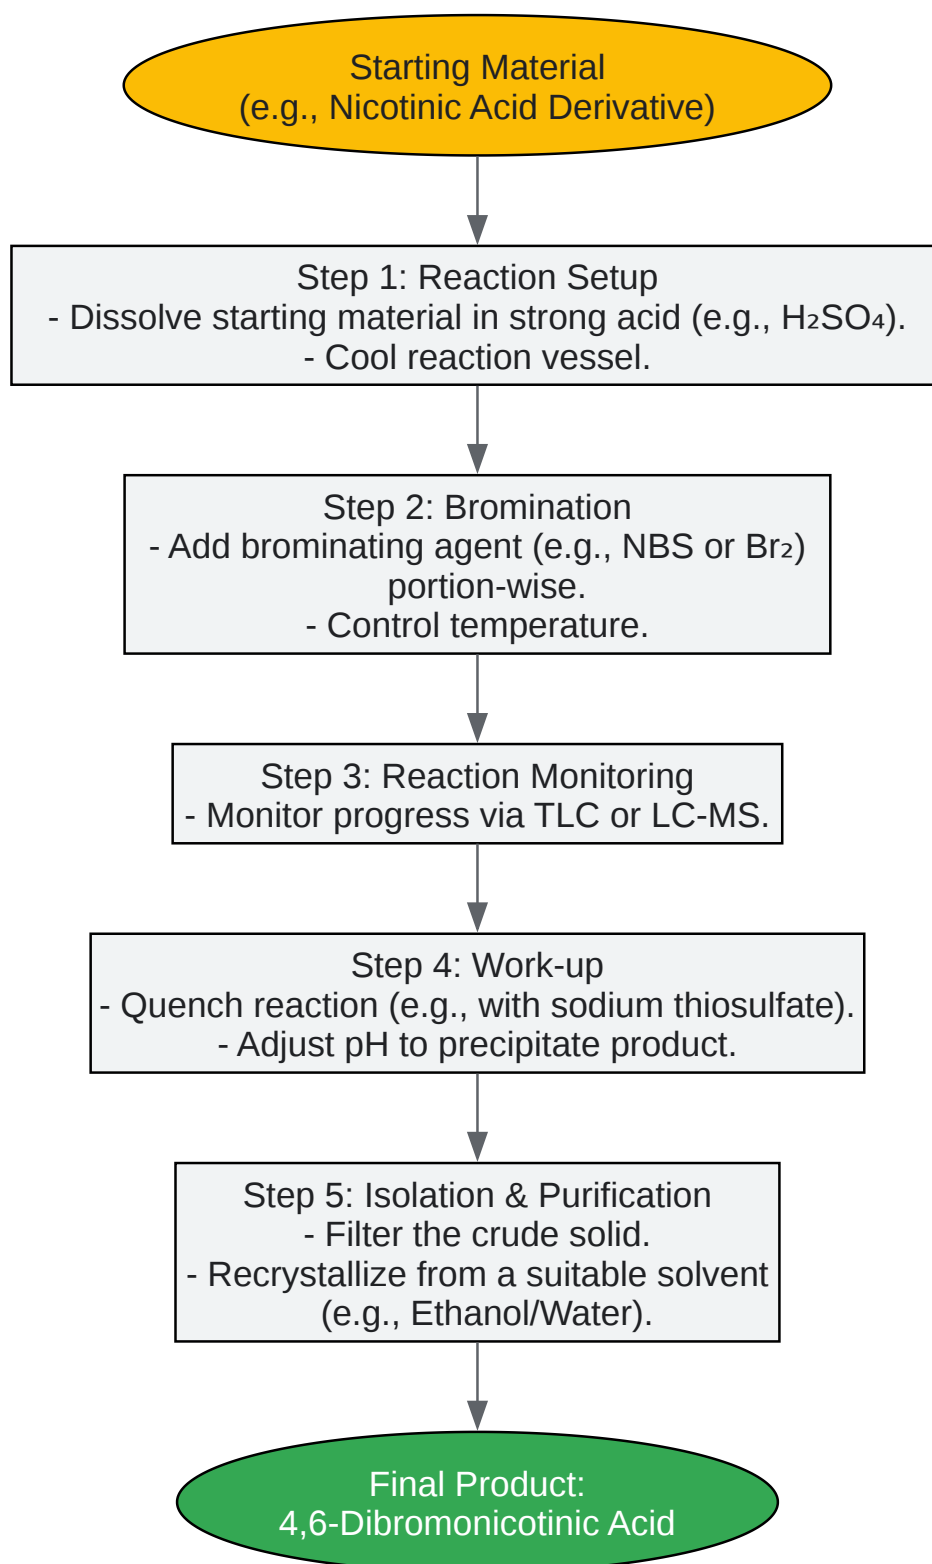 Starting Material
(e.g., Nicotinic Acid Derivative)
Step 1: Reaction Setup
- Dissolve starting material in strong acid (e.g., H₂SO₄).
- Cool reaction vessel.
Step 2: Bromination
- Add brominating agent (e.g., NBS or Br₂)
portion-wise.
- Control temperature.
Step 3: Reaction Monitoring
- Monitor progress via TLC or LC-MS.
Step 4: Work-up
- Quench reaction (e.g., with sodium thiosulfate).
- Adjust pH to precipitate product.
Step 5: Isolation & Purification
- Filter the crude solid.
- Recrystallize from a suitable solvent
(e.g., Ethanol/Water).
Final Product:
4,6-Dibromonicotinic Acid